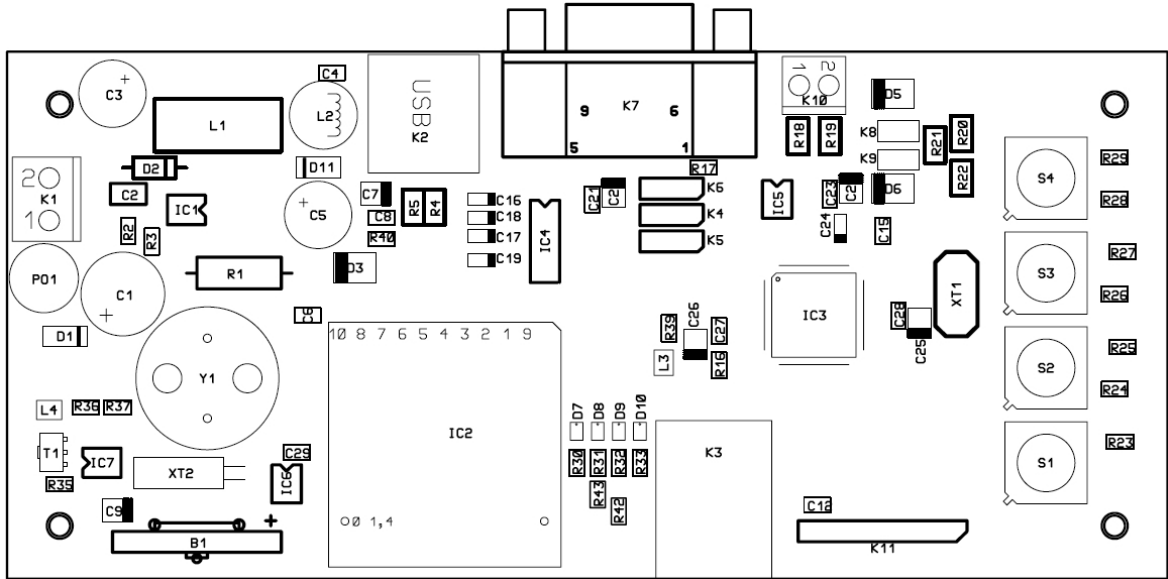 C4
+
C3
L1
L2
USB
K2
9 K7 6
5 1
1 2
K10
D5
R18
R19
K8
K9
R21
R20
R22
D6
S4
R29
R28
2
K1
1
D2
C2
IC1
D11
+
C5
C7
C8
R40
R5
R4
C16
C18
C17
C19
IC4
R17
C21
C2
K6
K4
K5
IC5
C23
C2
C24
C15
R2
R3
PO1
C1
+
R1
D3
S3
R27
R26
XT1
D1
Y1
C6
10 8 7 6 5 4 3 2 1 9
R39
C26
C27
L3
R16
IC3
C28
C25
S2
R25
R24
L4
R36
R37
T1
R35
IC7
XT2
IC6
C29
IC2
D7
D8
D9
D10
R30
R31
R32
R33
R43
R42
K3
S1
R23
C9
B1
+
Ø 1,4
C12
K11